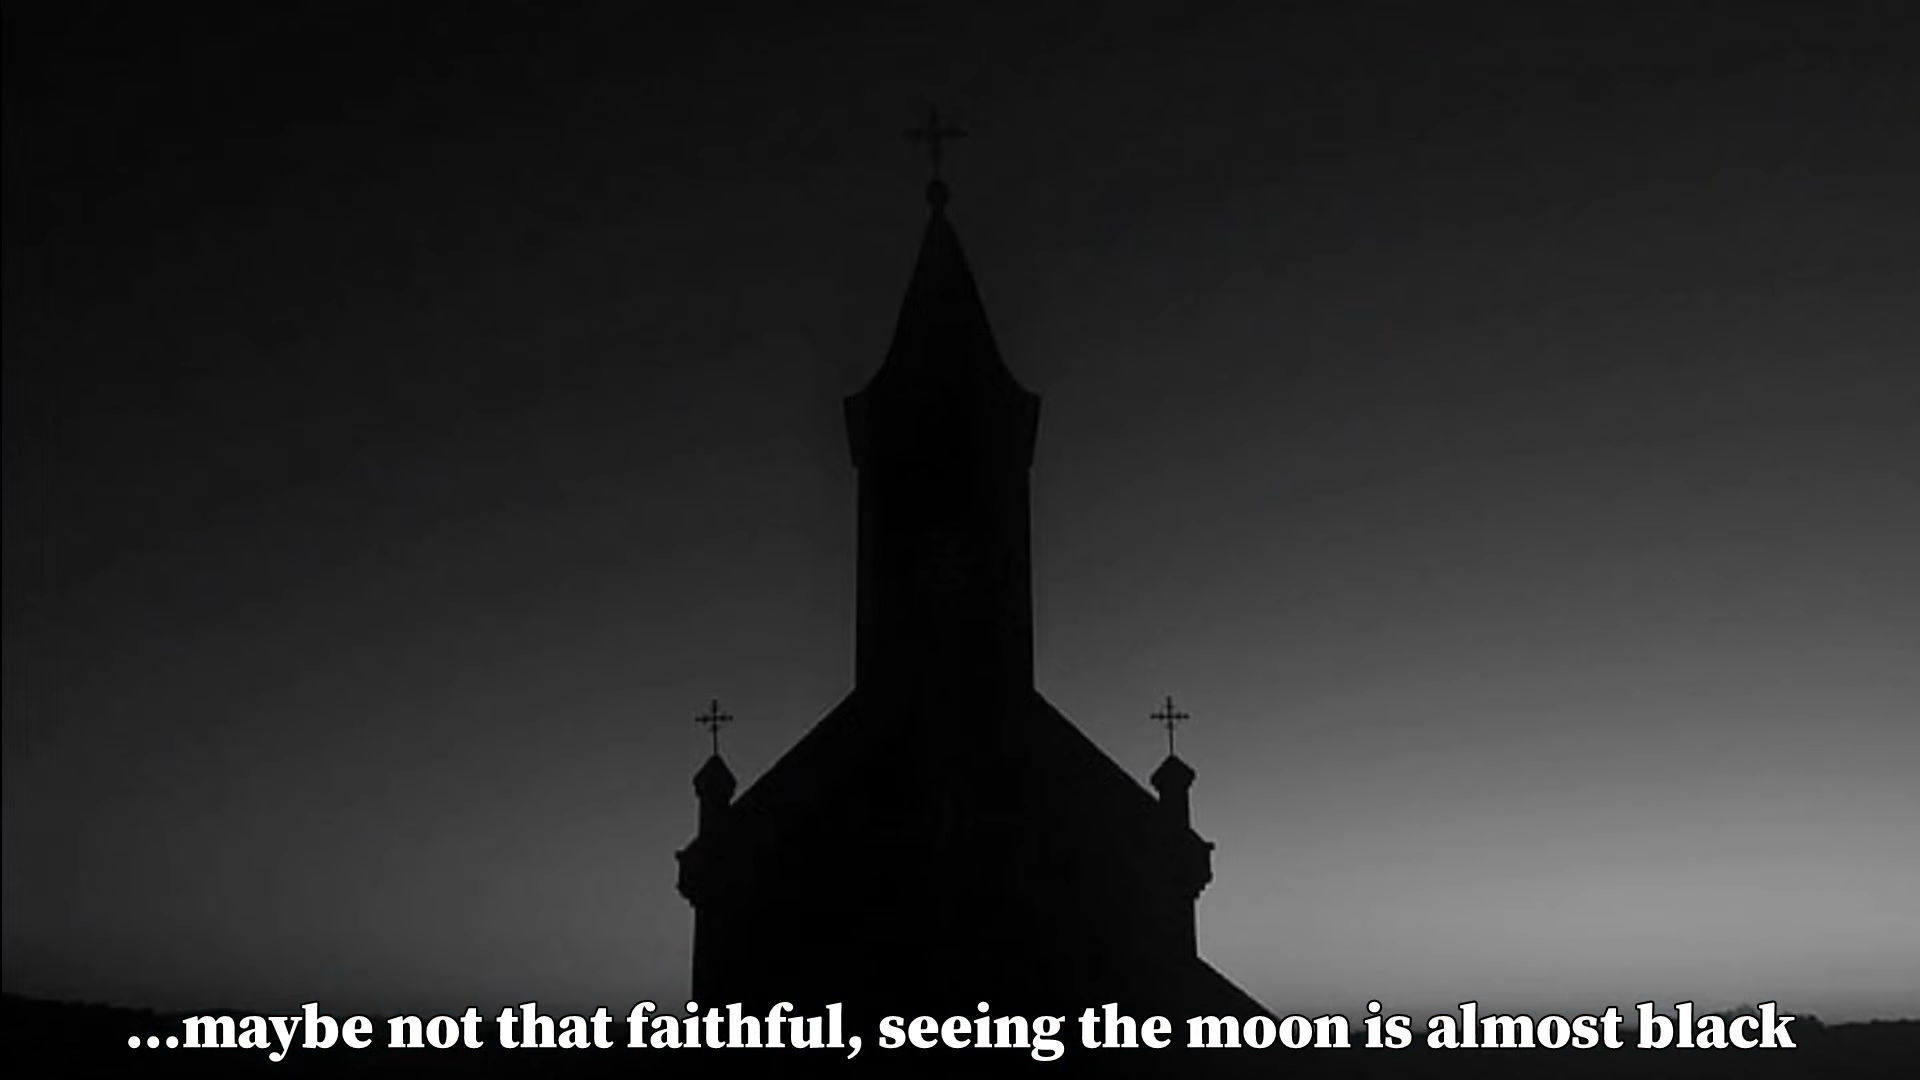 ...maybe not that faithful, seeing the moon is almost black